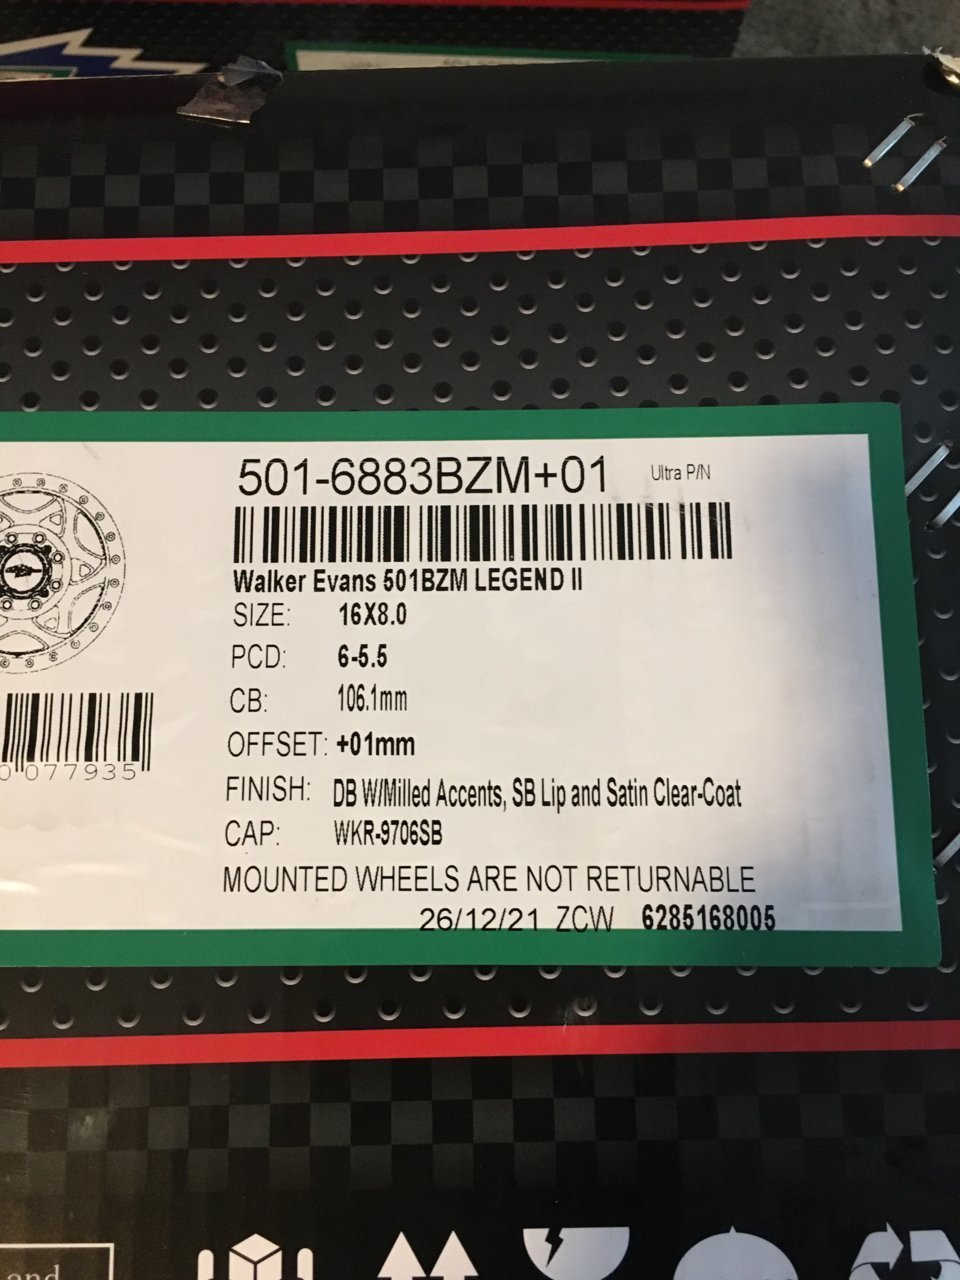 501-6883BZM+01 Ultra P/N
Walker Evans 501BZM LEGEND II
SIZE: 16X8.0
PCD: 6-5.5
CB: 106.1mm
OFFSET: +01mm
0 077935
FINISH: DB W/Milled Accents, SB Lip and Satin Clear-Coat
CAP: WKR-9706SB
MOUNTED WHEELS ARE NOT RETURNABLE
26/12/21 ZCW 6285168005
and